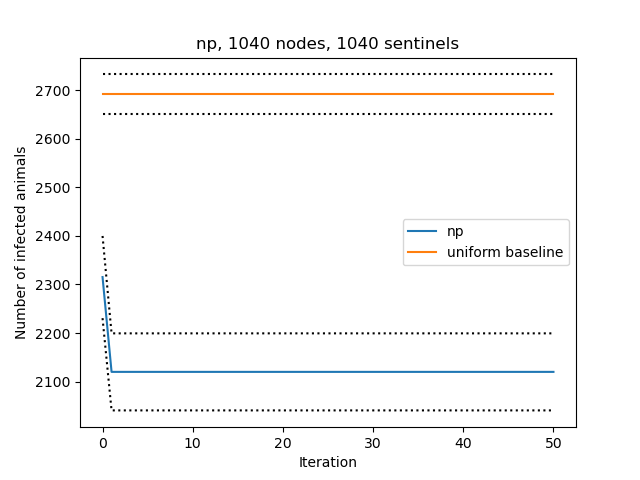 np, 1040 nodes, 1040 sentinels
Number of infected animals
2700
2600
2500
2400
2300
2200
2100
np
uniform baseline
0 10 20 30 40 50
Iteration